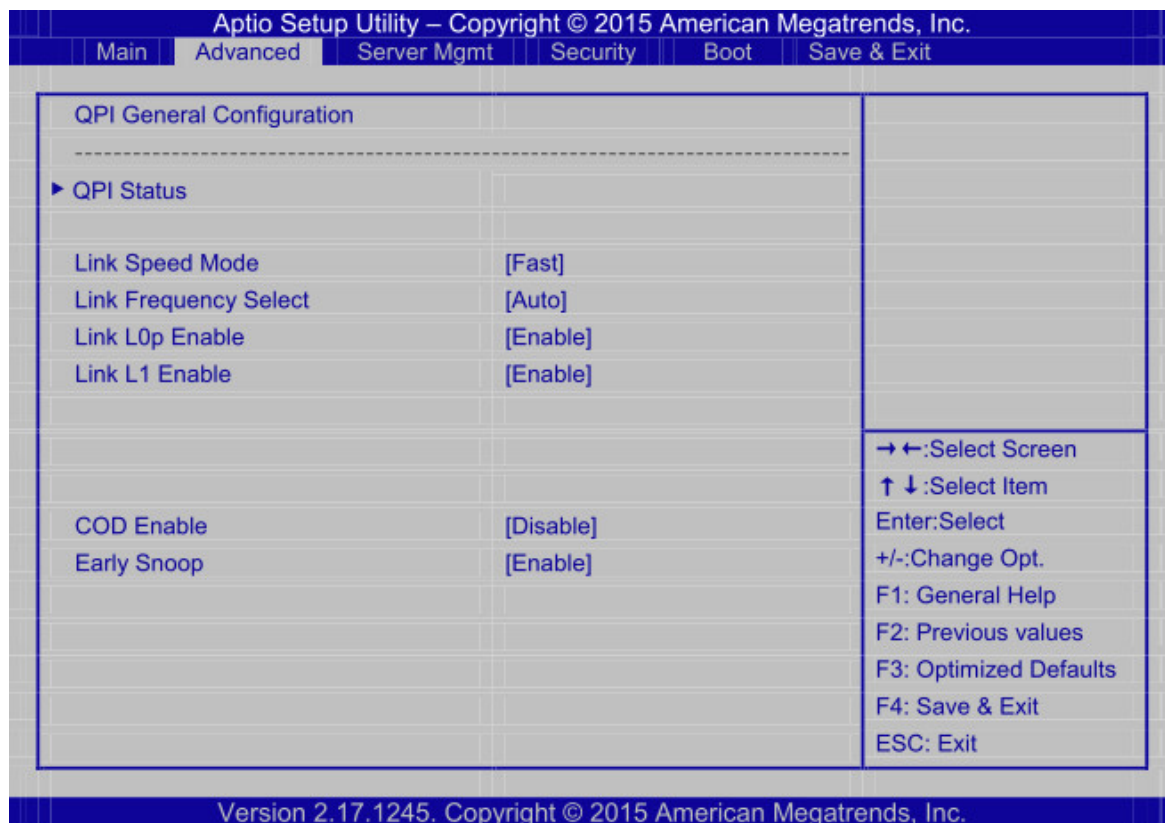 Aptio Setup Utility – Copyright © 2015 American Megatrends, Inc.
Main Advanced Server Mgmt Security Boot Save & Exit
QPI General Configuration
--------------------------------------------------------------------------------
▶ QPI Status
Link Speed Mode [Fast]
Link Frequency Select [Auto]
Link L0p Enable [Enable]
Link L1 Enable [Enable]
COD Enable [Disable]
Early Snoop [Enable]
→←:Select Screen
↑↓:Select Item
Enter:Select
+/-:Change Opt.
F1: General Help
F2: Previous values
F3: Optimized Defaults
F4: Save & Exit
ESC: Exit
Version 2.17.1245. Copyright © 2015 American Megatrends, Inc.